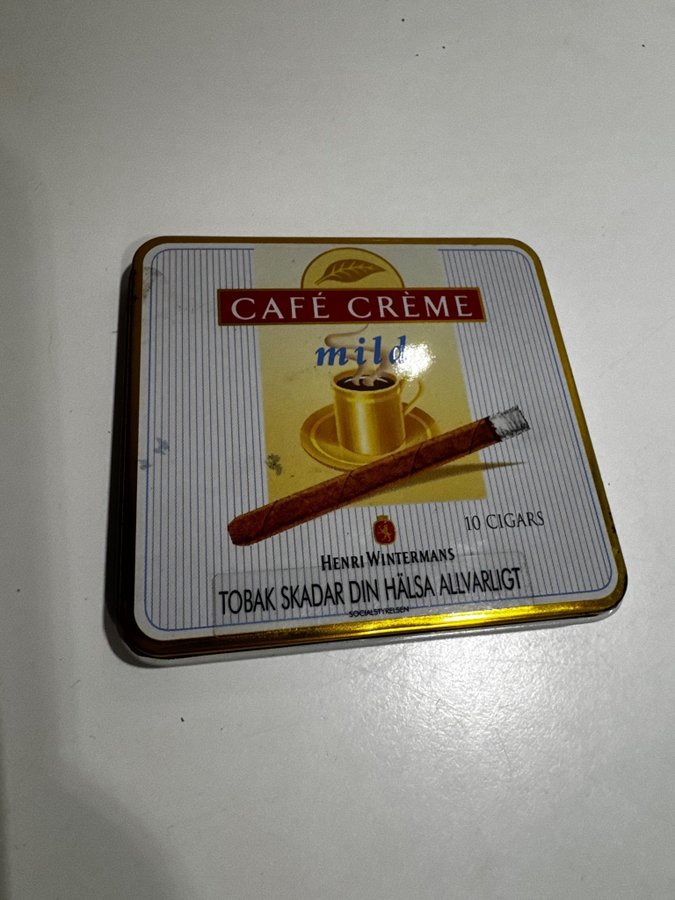 CAFÉ CRÈME
mild
10 CIGARS
HENRI WINTERMANS
TOBAK SKADAR DIN HÄLSA ALLVARLIGT
SOCIALSTYRELSEN